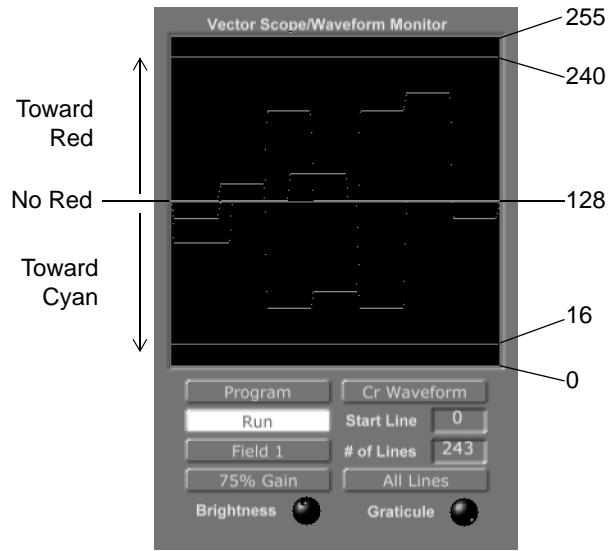 Vector Scope/Waveform Monitor
255
240
Toward
Red
No Red
128
Toward
Cyan
16
0
Program
Cr Waveform
Run
Start Line
0
Field 1
# of Lines
243
75% Gain
All Lines
Brightness
Graticule